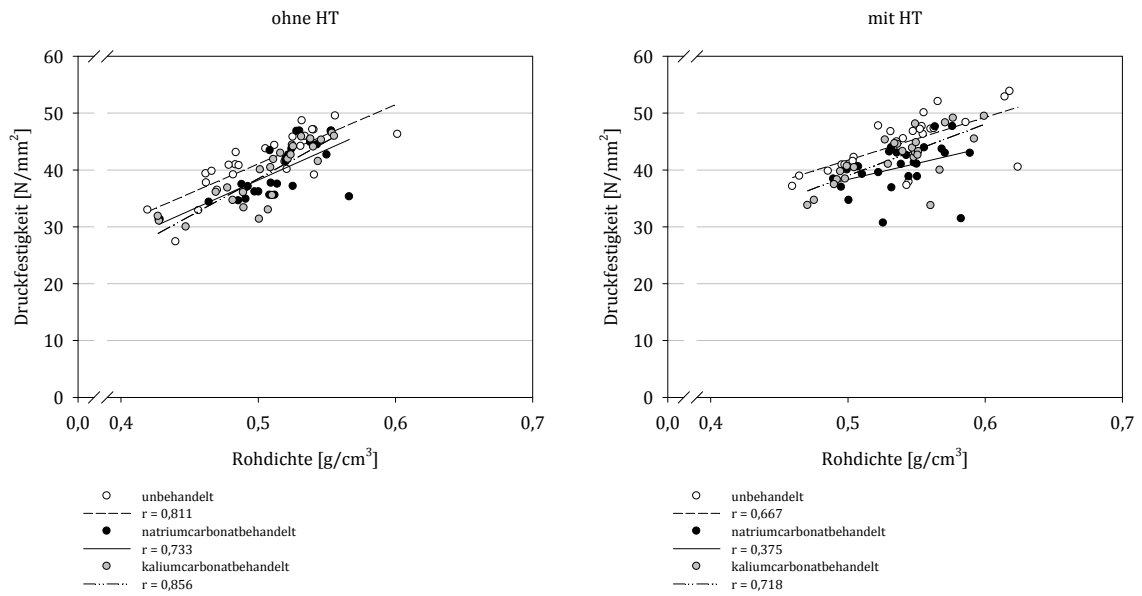 ohne HT
60
50
40
30
20
10
0
Druckfestigkeit [N/mm²]
0,0 0,4 0,5 0,6 0,7
Rohdichte [g/cm³]
unbehandelt
r = 0,811
natriumcarbonatbehandelt
r = 0,733
kaliumcarbonatbehandelt
r = 0,856
mit HT
60
50
40
30
20
10
0
Druckfestigkeit [N/mm²]
0,0 0,4 0,5 0,6 0,7
Rohdichte [g/cm³]
unbehandelt
r = 0,667
natriumcarbonatbehandelt
r = 0,375
kaliumcarbonatbehandelt
r = 0,718